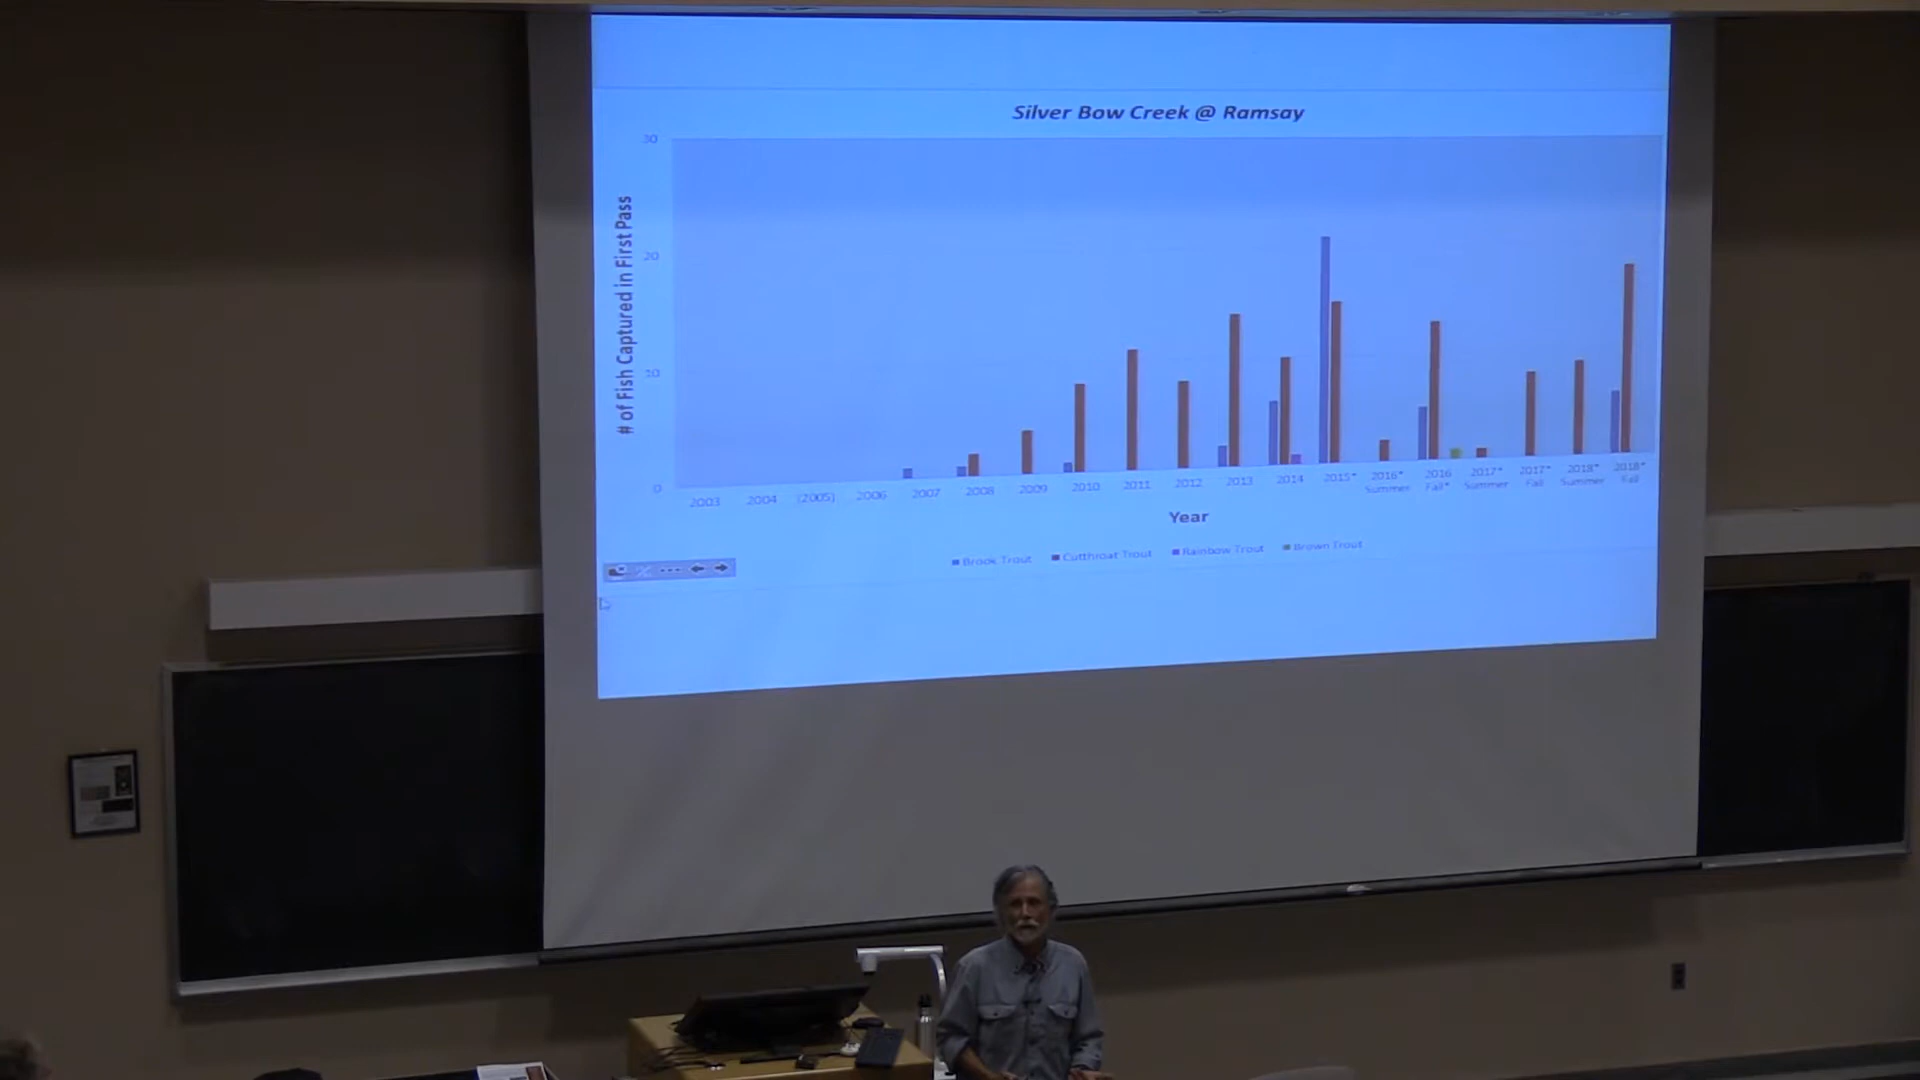 Silver Bow Creek @ Ramsay
30
20
10
0
# of Fish Captured in First Pass
2003 2004 (2005) 2006 2007 2008 2009 2010 2011 2012 2013 2014 2015* 2016* Summer 2016 Fall* 2017* Summer 2017* Fall 2018* Summer 2018* Fall
Year
Brook Trout Cutthroat Trout Rainbow Trout Brown Trout